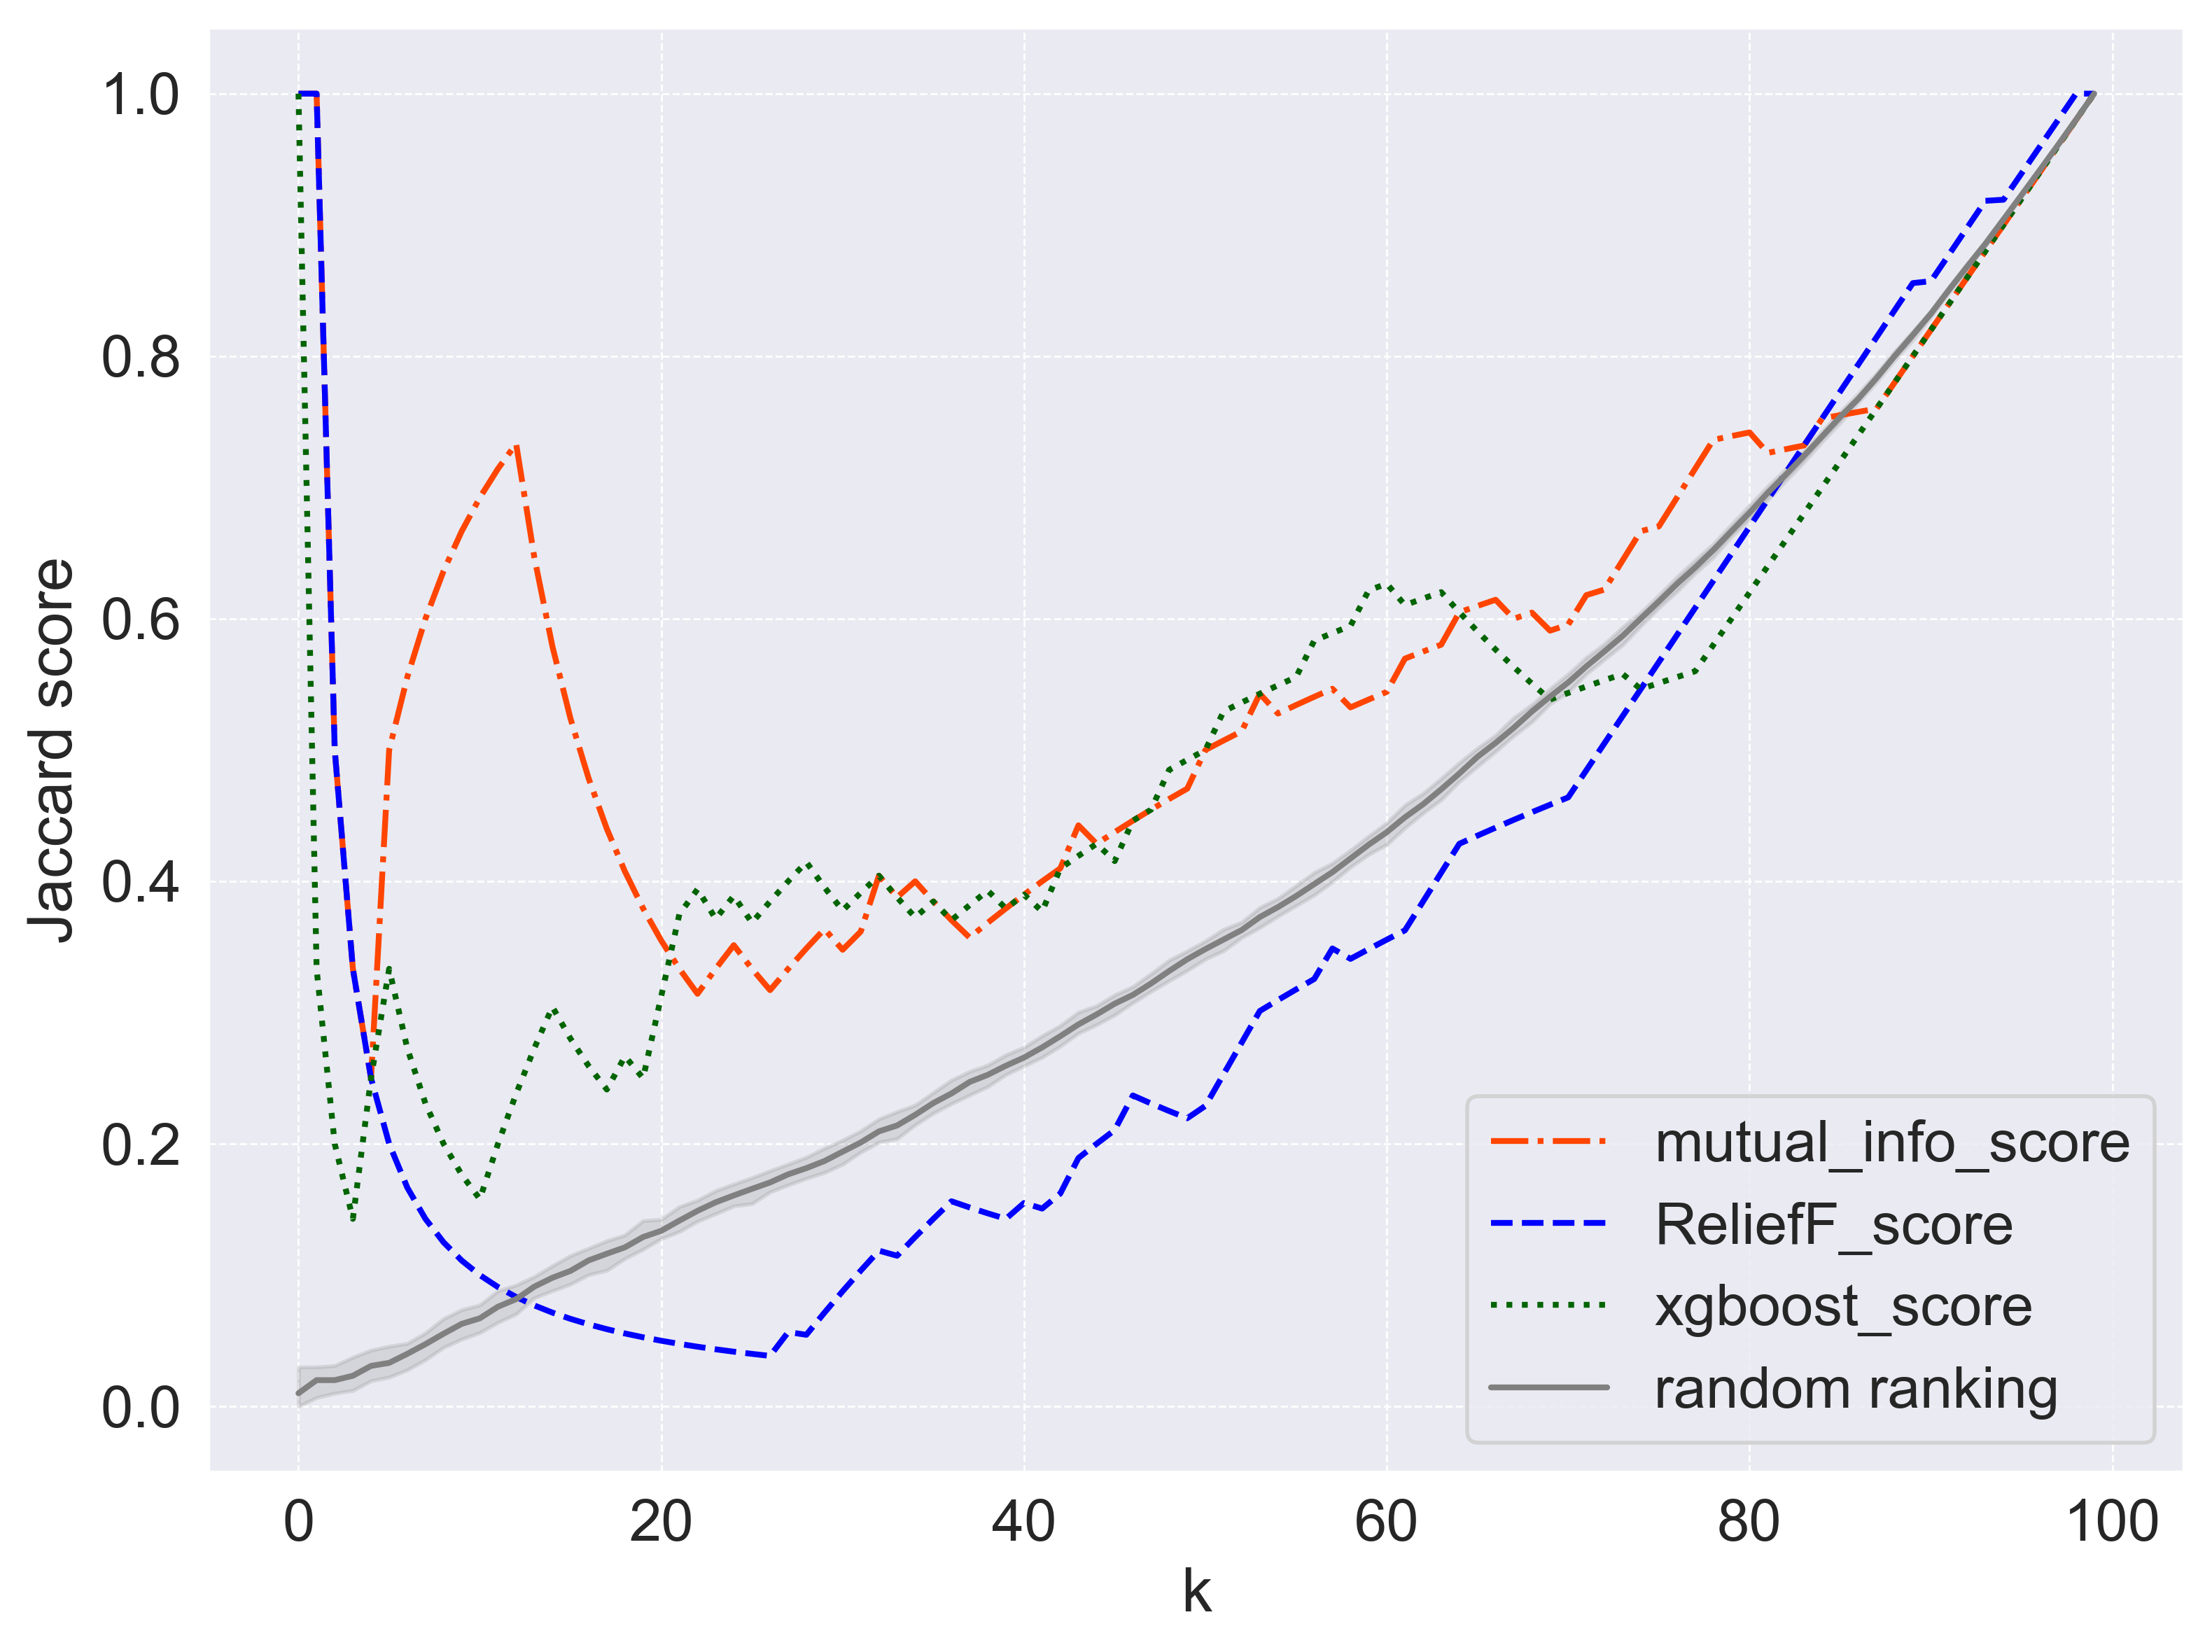 Jaccard score
1.0
0.8
0.6
0.4
0.2
0.0
mutual_info_score
ReliefF_score
xgboost_score
random ranking
0 20 40 60 80 100
k